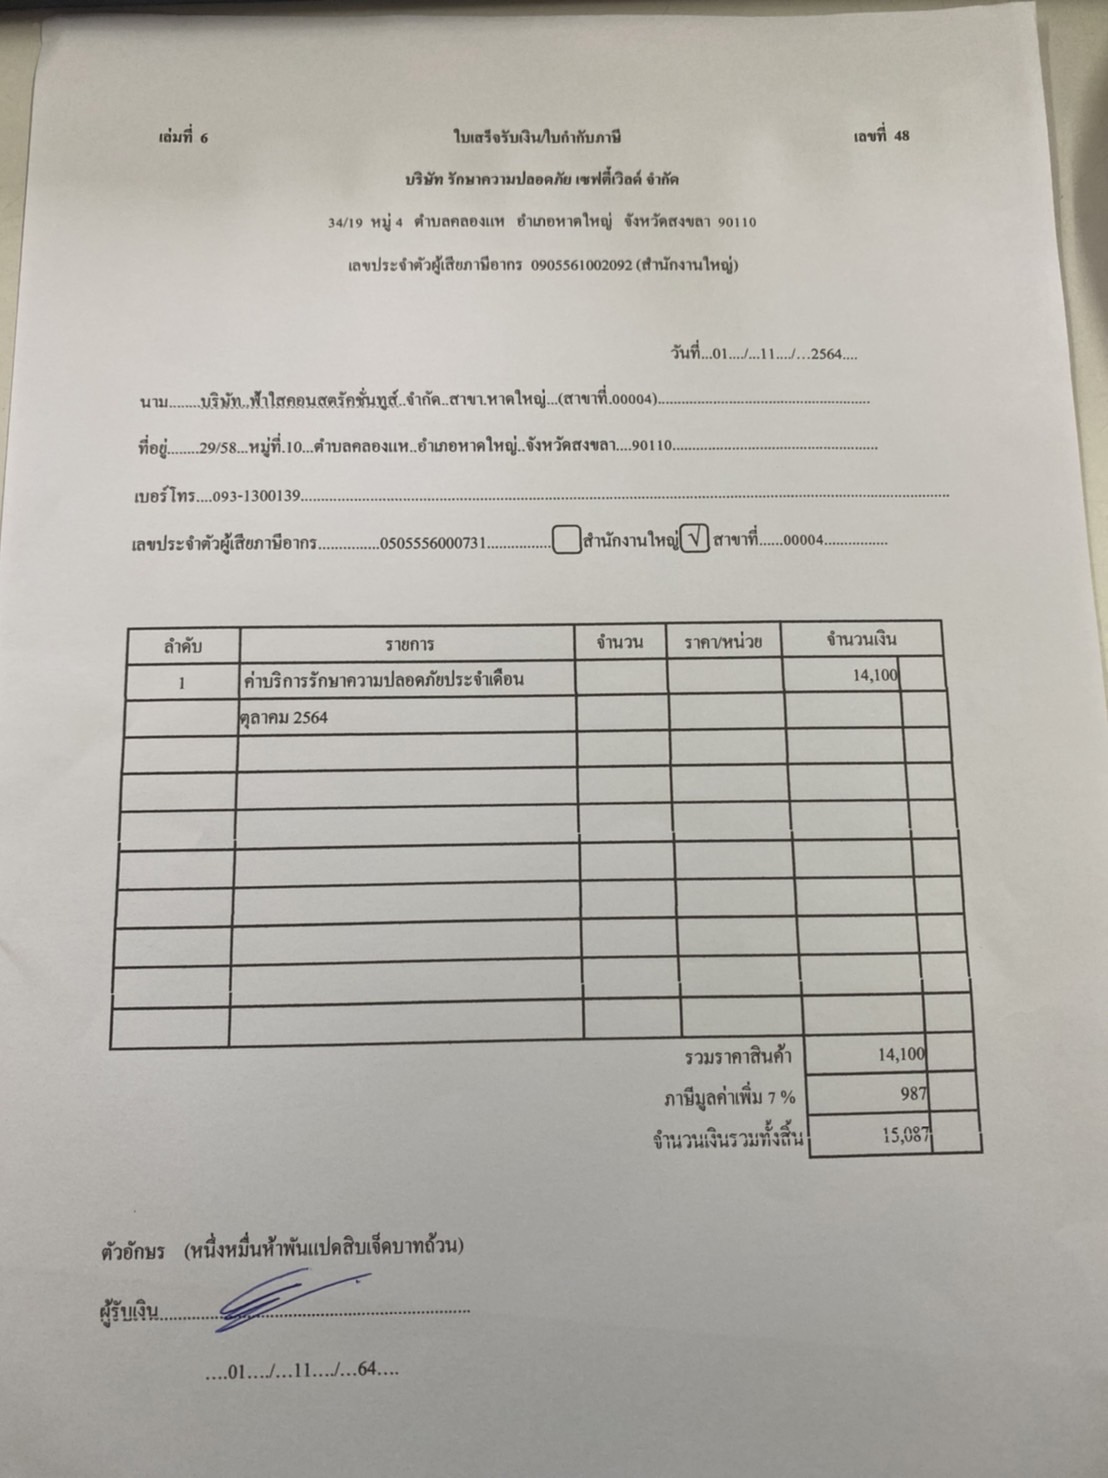 เล่มที่ 6 ใบเสร็จรับเงิน/ใบกำกับภาษี เลขที่ 48
บริษัท รักษาความปลอดภัย เซฟตี้เวิลด์ จำกัด
34/19 หมู่ 4 ตำบลคลองแห อำเภอหาดใหญ่ จังหวัดสงขลา 90110
เลขประจำตัวผู้เสียภาษีอากร 0905561002092 (สำนักงานใหญ่)
วันที่...01..../...11..../....2564....
นาม........บริษัท..ฟ้าใสคอนสตรัคชั่นทูลส์..จำกัด..สาขา.หาดใหญ่...(สาขาที่.00004)....................................................
ที่อยู่........29/58...หมู่ที่.10...ตำบลคลองแห..อำเภอหาดใหญ่..จังหวัดสงขลา....90110..................................................
เบอร์โทร....093-1300139....................................................................................................................................................
เลขประจำตัวผู้เสียภาษีอากร..............0505556000731............... สำนักงานใหญ่ √ สาขาที่......00004...............
ลำดับ รายการ จำนวน ราคา/หน่วย จำนวนเงิน
1 ค่าบริการรักษาความปลอดภัยประจำเดือน 14,100
ตุลาคม 2564
รวมราคาสินค้า 14,100
ภาษีมูลค่าเพิ่ม 7 % 987
จำนวนเงินรวมทั้งสิ้น 15,087
ตัวอักษร (หนึ่งหมื่นห้าพันแปดสิบเจ็ดบาทถ้วน)
ผู้รับเงิน......................................................................
....01..../....11..../....64....